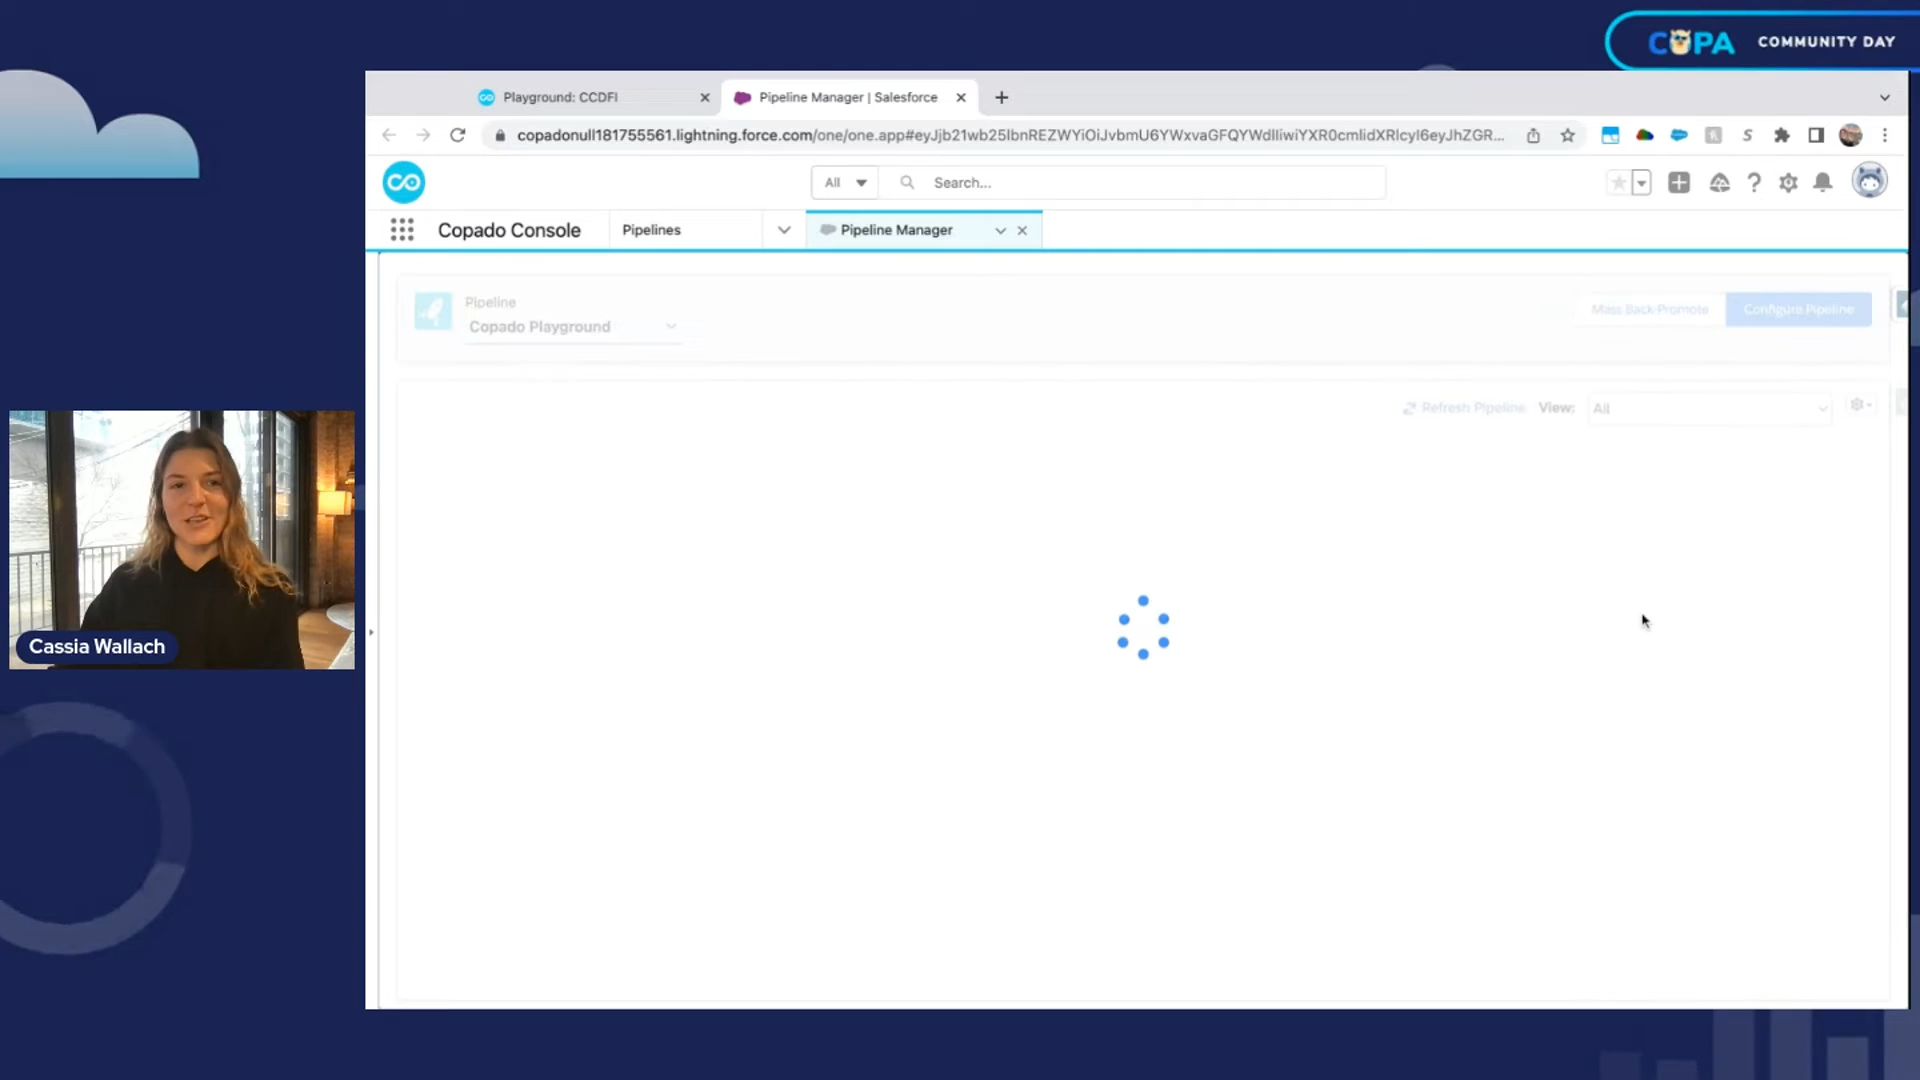 COPA COMMUNITY DAY
Playground: CCDFI
Pipeline Manager | Salesforce
copadonull181755561.lightning.force.com/one/one.app#eyJjb21wb25lbnREZWYiOiJvbmU6YWxvaGFQYWdlIiwiYXR0cmlidXRlcyI6eyJhZGR...
All
Search...
Copado Console
Pipelines
Pipeline Manager
Pipeline
Copado Playground
Mass Back Promote
Configure Pipeline
Refresh Pipeline
View:
All
Cassia Wallach